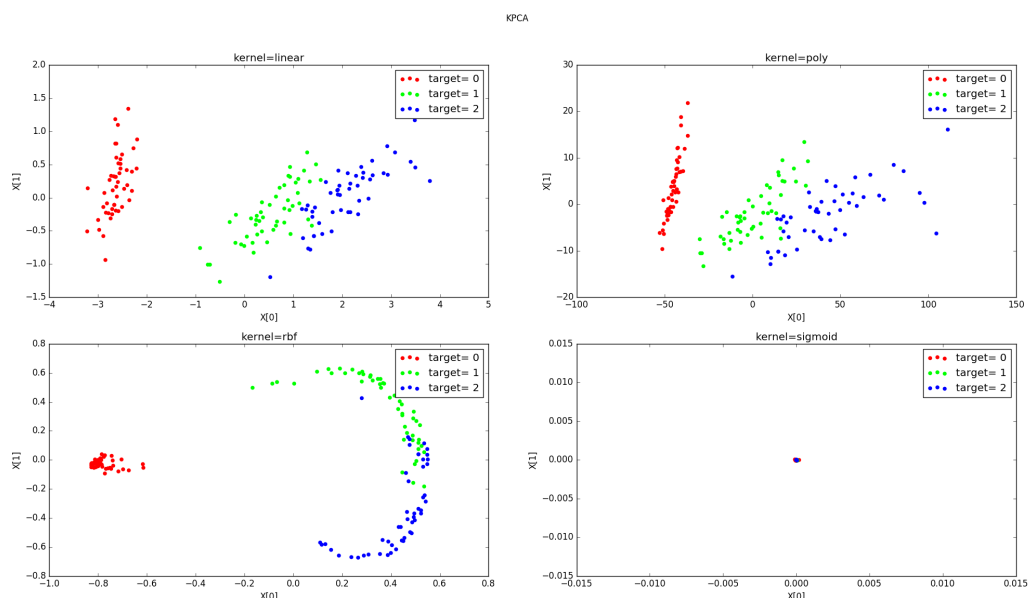 KPCA
kernel=linear
2.0
1.5
1.0
0.5
0.0
−0.5
−1.0
−1.5
X[1]
−4 −3 −2 −1 0 1 2 3 4 5
X[0]
target= 0
target= 1
target= 2
kernel=poly
30
20
10
0
−10
−20
X[1]
−100 −50 0 50 100 150
X[0]
target= 0
target= 1
target= 2
kernel=rbf
0.8
0.6
0.4
0.2
0.0
−0.2
−0.4
−0.6
−0.8
X[1]
−1.0 −0.8 −0.6 −0.4 −0.2 0.0 0.2 0.4 0.6 0.8
X[0]
target= 0
target= 1
target= 2
kernel=sigmoid
0.015
0.010
0.005
0.000
−0.005
−0.010
−0.015
X[1]
−0.015 −0.010 −0.005 0.000 0.005 0.010 0.015
X[0]
target= 0
target= 1
target= 2